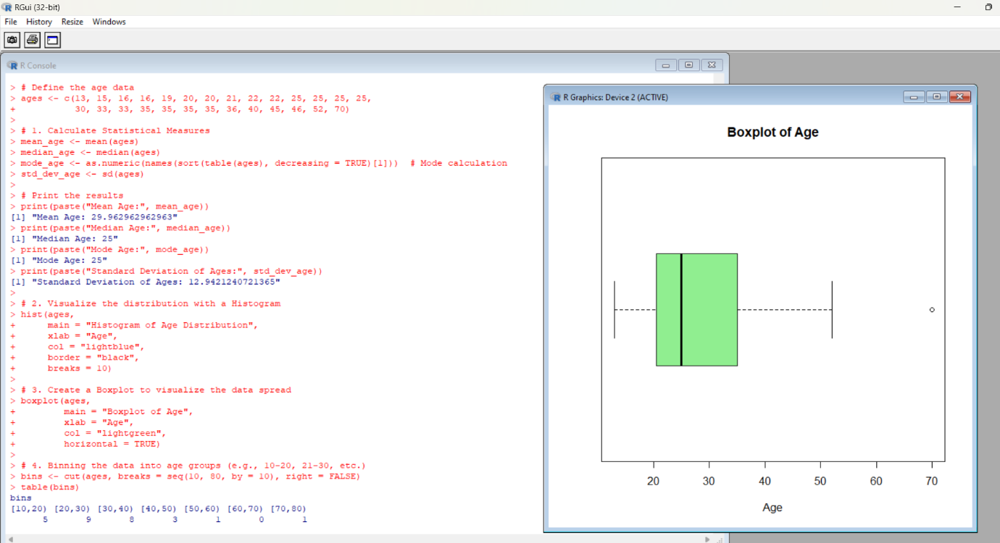 RGui (32-bit)
File History Resize Windows
R Console
> # Define the age data
> ages <- c(13, 15, 16, 16, 19, 20, 20, 21, 22, 22, 25, 25, 25, 25,
+           30, 33, 33, 35, 35, 35, 35, 36, 40, 45, 46, 52, 70)
>
> # 1. Calculate Statistical Measures
> mean_age <- mean(ages)
> median_age <- median(ages)
> mode_age <- as.numeric(names(sort(table(ages), decreasing = TRUE)[1]))  # Mode calculation
> std_dev_age <- sd(ages)
>
> # Print the results
> print(paste("Mean Age:", mean_age))
[1] "Mean Age: 29.962962962963"
> print(paste("Median Age:", median_age))
[1] "Median Age: 25"
> print(paste("Mode Age:", mode_age))
[1] "Mode Age: 25"
> print(paste("Standard Deviation of Ages:", std_dev_age))
[1] "Standard Deviation of Ages: 12.9421240721365"
>
> # 2. Visualize the distribution with a Histogram
> hist(ages,
+      main = "Histogram of Age Distribution",
+      xlab = "Age",
+      col = "lightblue",
+      border = "black",
+      breaks = 10)
>
> # 3. Create a Boxplot to visualize the data spread
> boxplot(ages,
+         main = "Boxplot of Age",
+         xlab = "Age",
+         col = "lightgreen",
+         horizontal = TRUE)
>
> # 4. Binning the data into age groups (e.g., 10-20, 21-30, etc.)
> bins <- cut(ages, breaks = seq(10, 80, by = 10), right = FALSE)
> table(bins)
bins
[10,20) [20,30) [30,40) [40,50) [50,60) [60,70) [70,80)
      5       9       8       3       1       0       1
R Graphics: Device 2 (ACTIVE)
Boxplot of Age
20 30 40 50 60 70
Age